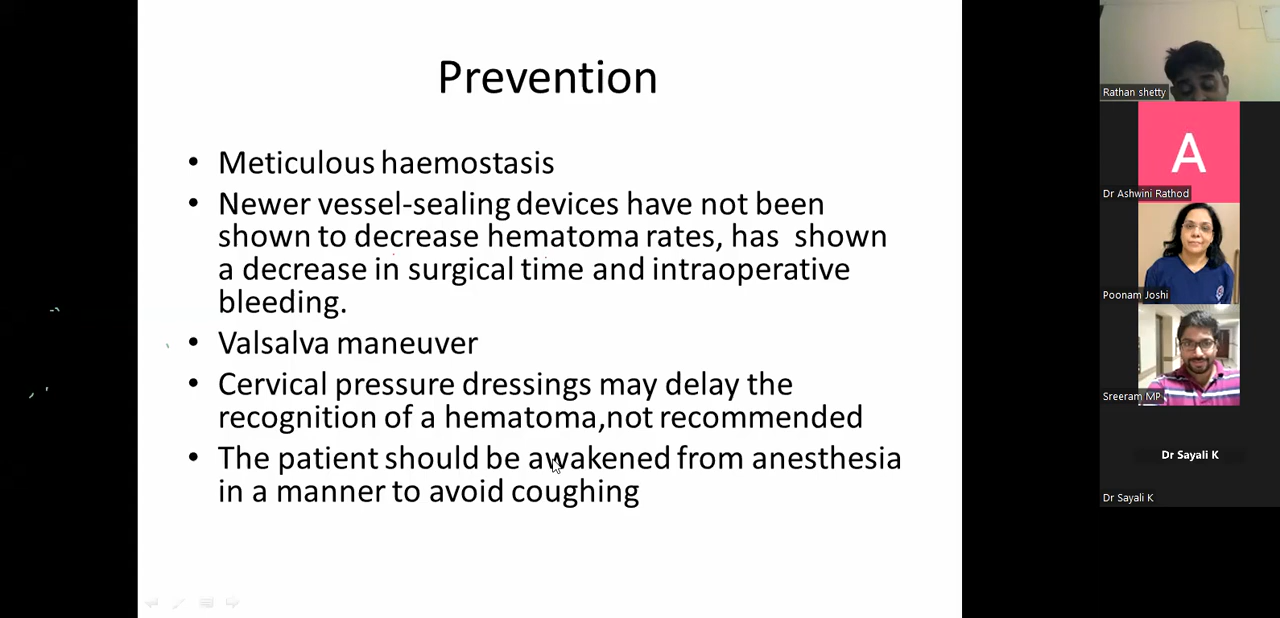 Prevention
• Meticulous haemostasis
• Newer vessel-sealing devices have not been
shown to decrease hematoma rates, has  shown
a decrease in surgical time and intraoperative
bleeding.
• Valsalva maneuver
• Cervical pressure dressings may delay the
recognition of a hematoma,not recommended
• The patient should be awakened from anesthesia
in a manner to avoid coughing
Rathan shetty
A
Dr Ashwini Rathod
Poonam Joshi
Sreeram MP
Dr Sayali K
Dr Sayali K